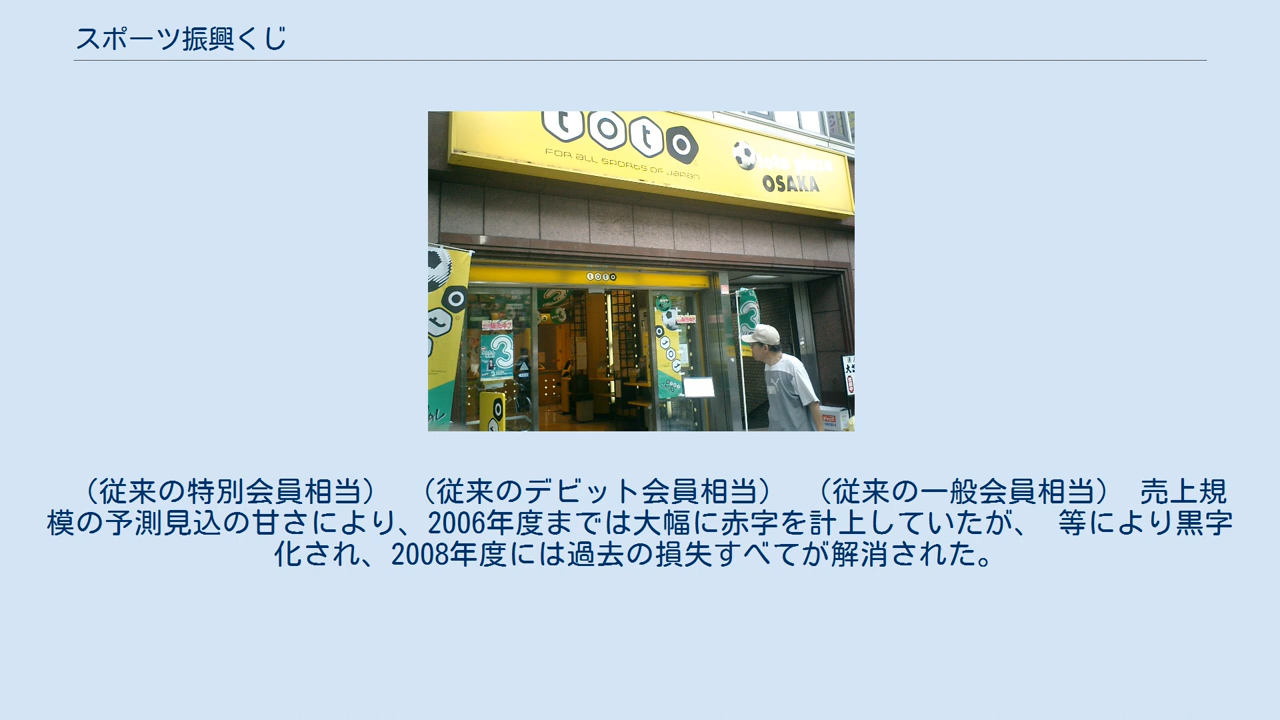 スポーツ振興くじ
toto
FOR ALL SPORTS OF JAPAN
OSAKA
toto
3
（従来の特別会員相当）　（従来のデビット会員相当）　（従来の一般会員相当）　売上規
模の予測見込の甘さにより、2006年度までは大幅に赤字を計上していたが、　等により黒字
化され、2008年度には過去の損失すべてが解消された。